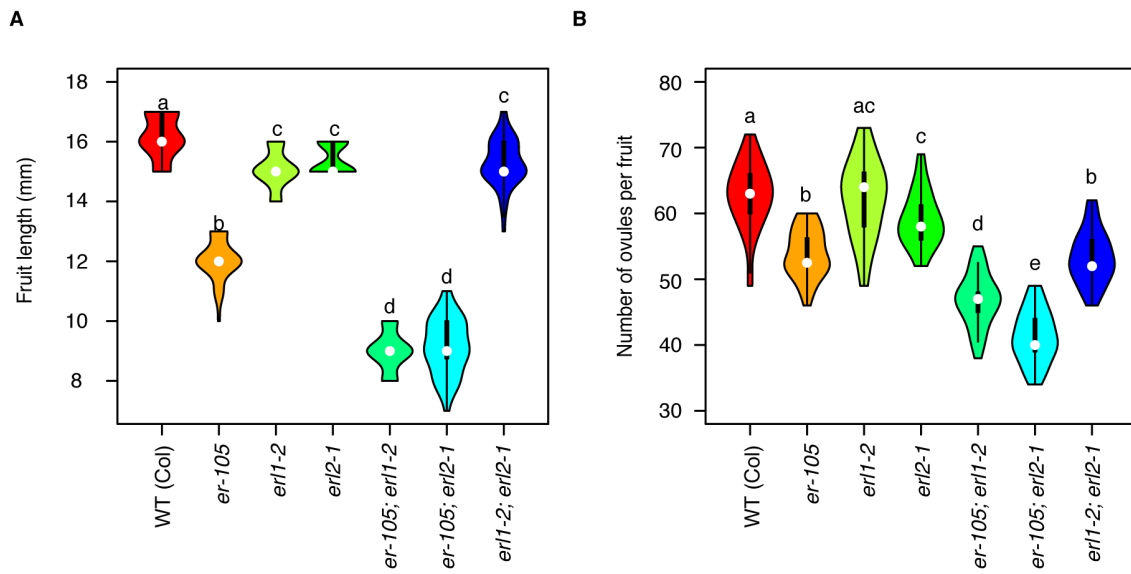 A
Fruit length (mm)
18
16
14
12
10
8
a
b
c
c
d
d
c
WT (Col)
er-105
erl1-2
erl2-1
er-105; erl1-2
er-105; erl2-1
erl1-2; erl2-1
B
Number of ovules per fruit
80
70
60
50
40
30
a
b
ac
c
d
e
b
WT (Col)
er-105
erl1-2
erl2-1
er-105; erl1-2
er-105; erl2-1
erl1-2; erl2-1